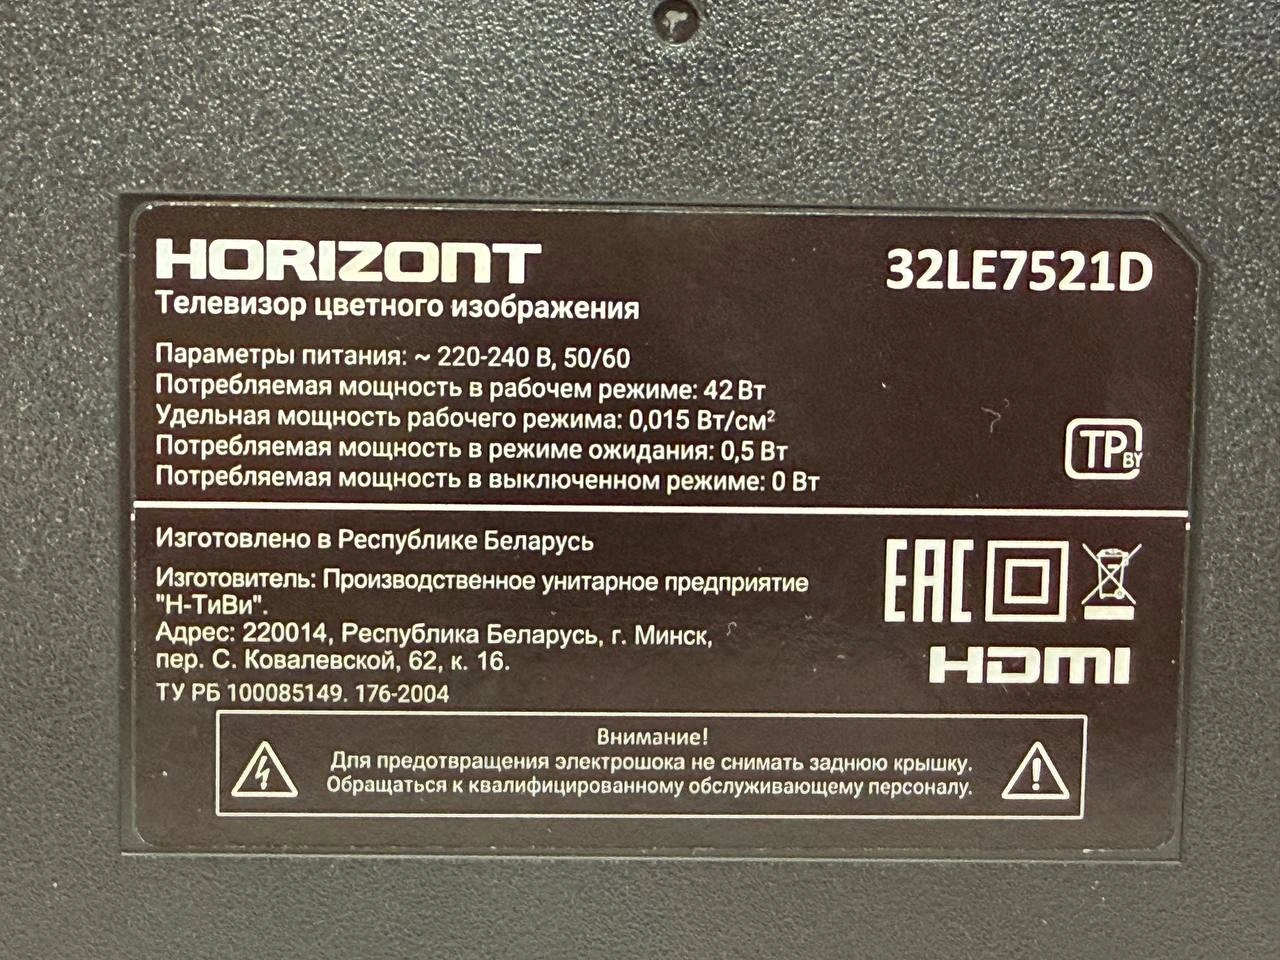 HORIZONT
32LE7521D
Телевизор цветного изображения
Параметры питания: ~ 220-240 В, 50/60
Потребляемая мощность в рабочем режиме: 42 Вт
Удельная мощность рабочего режима: 0,015 Вт/см²
Потребляемая мощность в режиме ожидания: 0,5 Вт
Потребляемая мощность в выключенном режиме: 0 Вт
TP BY
Изготовлено в Республике Беларусь
Изготовитель: Производственное унитарное предприятие
"Н-ТиВи".
Адрес: 220014, Республика Беларусь, г. Минск,
пер. С. Ковалевской, 62, к. 16.
ТУ РБ 100085149. 176-2004
EAC
HDMI
Внимание!
Для предотвращения электрошока не снимать заднюю крышку.
Обращаться к квалифицированному обслуживающему персоналу.